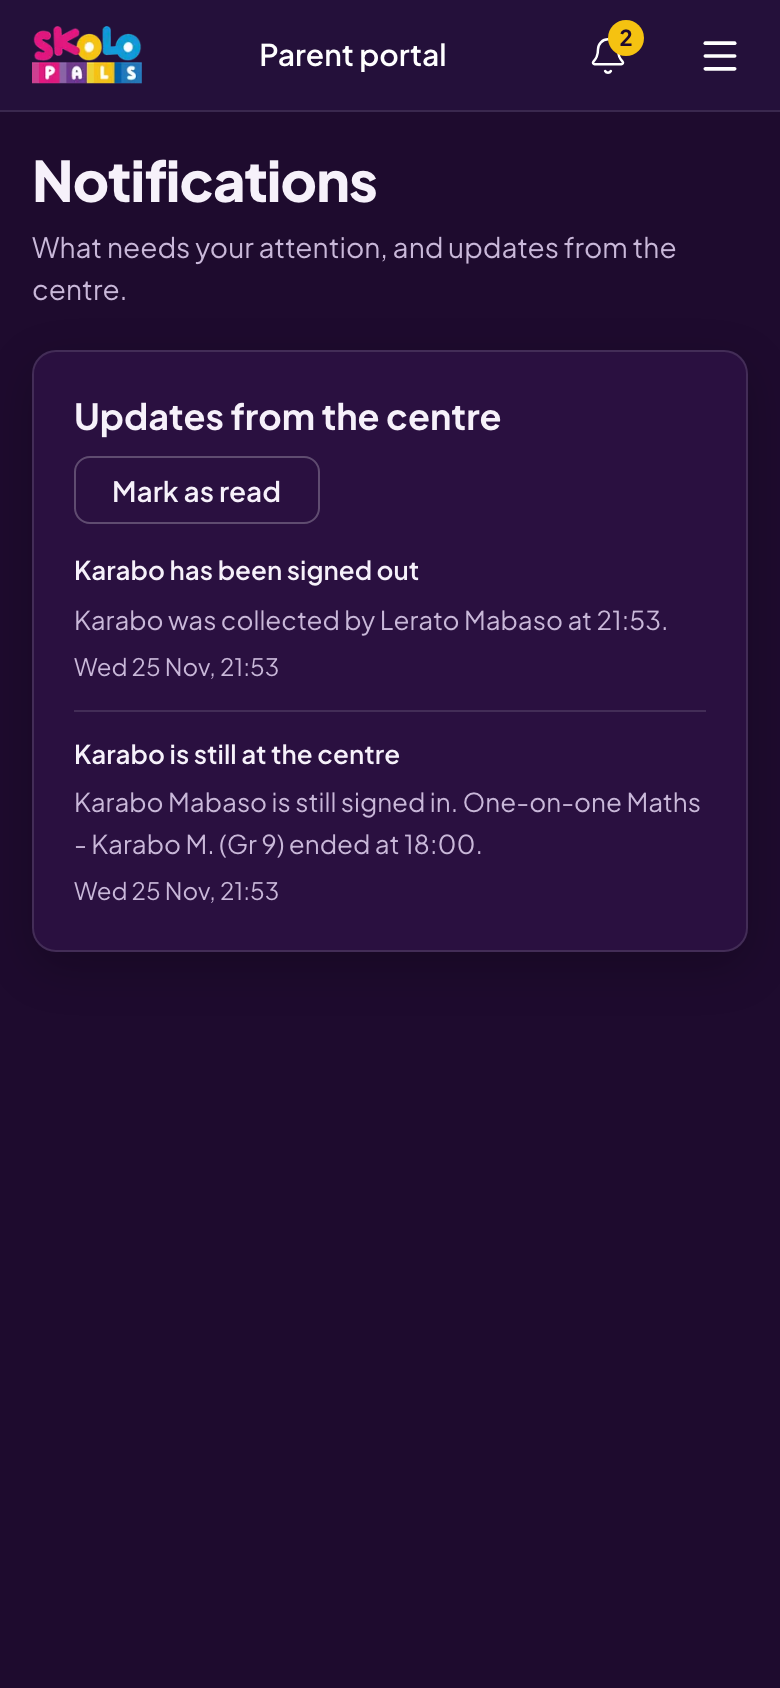 SKOLO
PALS
Parent portal
2
Notifications
What needs your attention, and updates from the
centre.
Updates from the centre
Mark as read
Karabo has been signed out
Karabo was collected by Lerato Mabaso at 21:53.
Wed 25 Nov, 21:53
Karabo is still at the centre
Karabo Mabaso is still signed in. One-on-one Maths
- Karabo M. (Gr 9) ended at 18:00.
Wed 25 Nov, 21:53